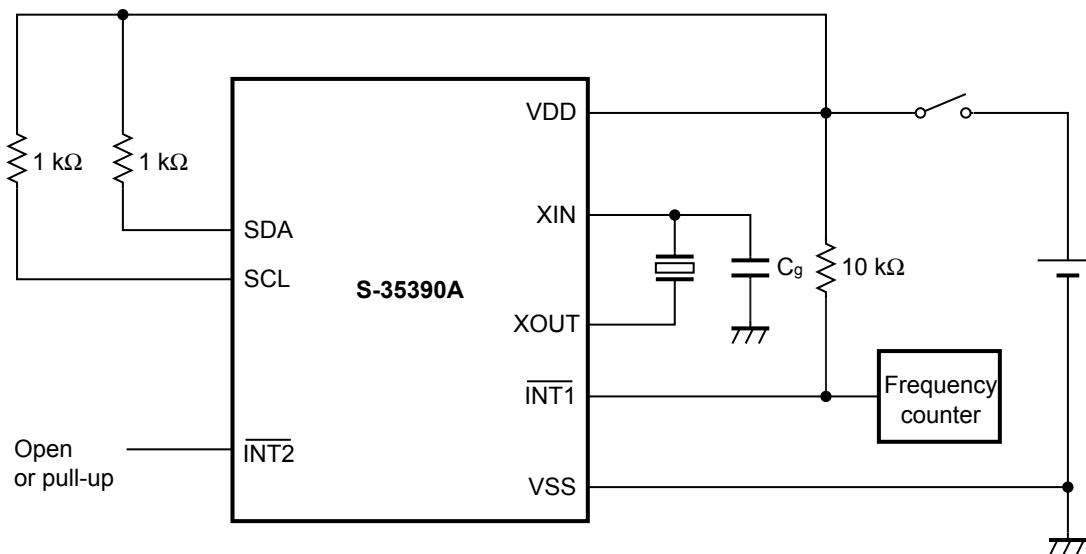 VDD
1 kΩ
1 kΩ
SDA
SCL
S-35390A
XIN
XOUT
Cg
10 kΩ
INT1
Frequency
counter
Open
or pull-up
INT2
VSS